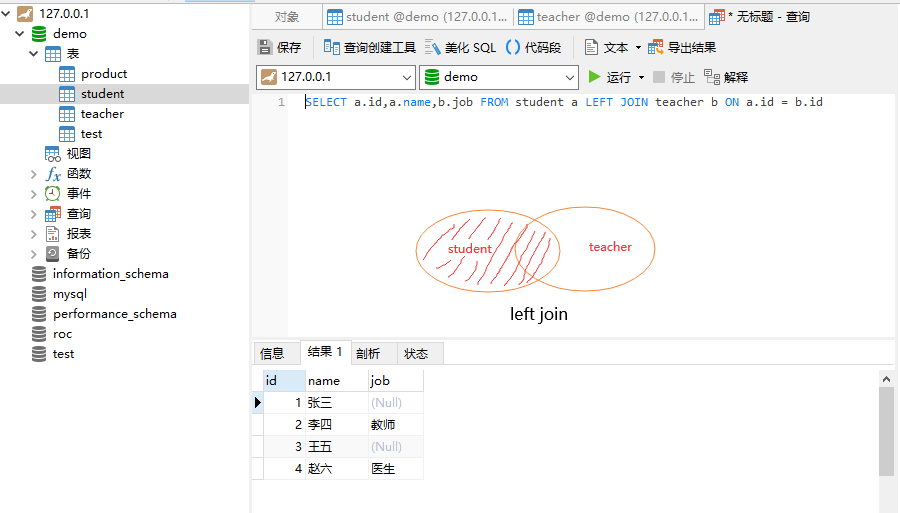 127.0.0.1
demo
表
product
student
teacher
test
视图
函数
事件
查询
报表
备份
information_schema
mysql
performance_schema
roc
test
对象 student @demo (127.0.0.1... teacher @demo (127.0.0.1... * 无标题 - 查询
保存 查询创建工具 美化 SQL 代码段 文本 导出结果
127.0.0.1 demo 运行 停止 解释
1 SELECT a.id,a.name,b.job FROM student a LEFT JOIN teacher b ON a.id = b.id
student teacher
left join
信息 结果 1 剖析 状态
id name job
1 张三 (Null)
2 李四 教师
3 王五 (Null)
4 赵六 医生